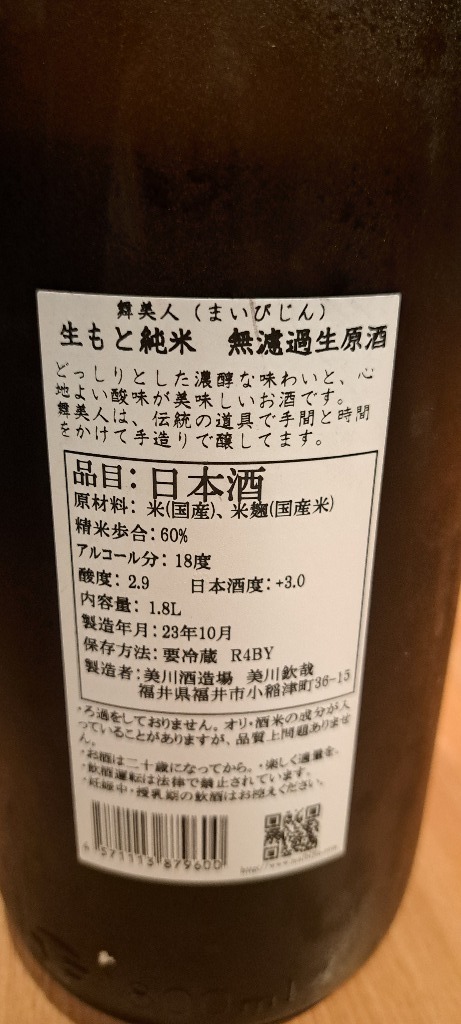 舞美人(まいびじん)
生もと純米　無濾過生原酒
どっしりとした濃醇な味わいと、心
地よい酸味が美味しいお酒です。
舞美人は、伝統の道具で手間と時間
をかけて手造りで醸してます。
品目：日本酒
原材料：米(国産)、米麹(国産米)
精米歩合：60%
アルコール分：18度
酸度：2.9　日本酒度：+3.0
内容量：1.8L
製造年月：23年10月
保存方法：要冷蔵　R4BY
製造者：美川酒造場　美川欽哉
福井県福井市小稲津町36-15
・ろ過をしておりません。オリ・酒米の成分が入
っていることがありますが、品質上問題ありませ
ん。
・お酒は二十歳になってから。・楽しく適量を。
・飲酒運転は法律で禁止されています。
・妊娠中・授乳期の飲酒はお控えください。
4571113879600